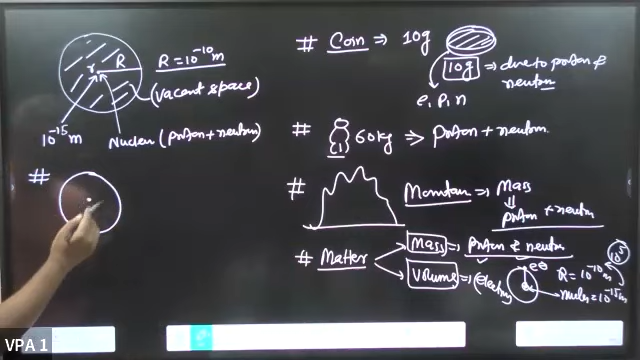 R
r
R = 10⁻¹⁰ m
(vacant space)
10⁻¹⁵ m
Nucleus (proton + neutron)
#
# Coin ⇒ 10g
10g ⇒ due to proton &
neutron
e, p, n
# 60kg ⇒ proton + neutron
# Mountain ⇒ Mass
⇓
proton + neutron
# Matter
Mass ⇒ proton & neutron
Volume ⇒ (electron)
e⊖
R = 10⁻¹⁰ m
10⁵
nucleus = 10⁻¹⁵ m
VPA 1